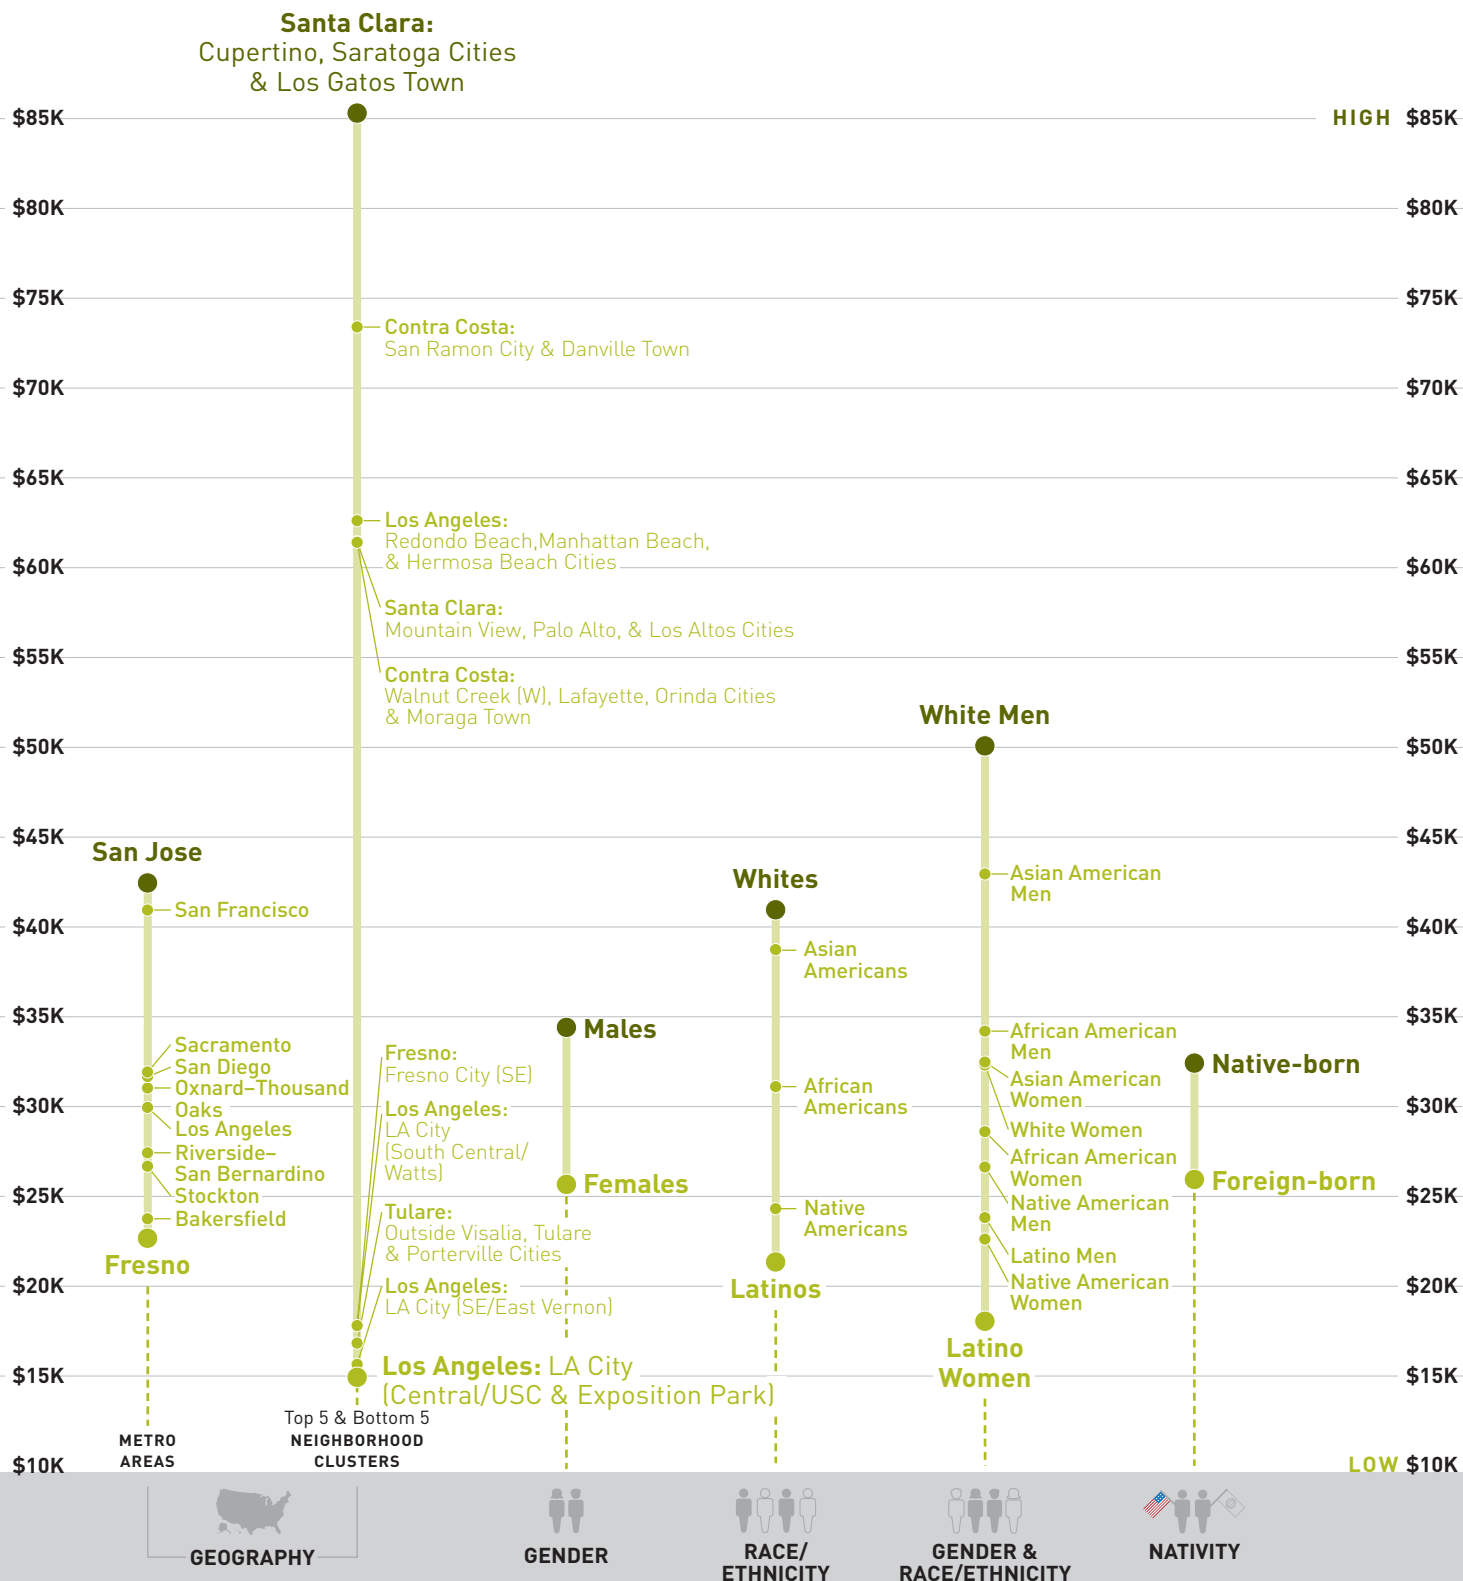 Santa Clara:
Cupertino, Saratoga Cities
& Los Gatos Town
$85K
HIGH $85K
$80K
$80K
$75K
$75K
Contra Costa:
San Ramon City & Danville Town
$70K
$70K
$65K
$65K
Los Angeles:
Redondo Beach,Manhattan Beach,
& Hermosa Beach Cities
$60K
$60K
Santa Clara:
Mountain View, Palo Alto, & Los Altos Cities
$55K
$55K
Contra Costa:
Walnut Creek (W), Lafayette, Orinda Cities
& Moraga Town
$50K
$50K
$45K
$45K
$40K
$40K
$35K
$35K
$30K
$30K
$25K
$25K
$20K
$20K
$15K
$15K
$10K
LOW $10K
San Jose
San Francisco
Sacramento
San Diego
Oxnard–Thousand
Oaks
Los Angeles
Riverside–
San Bernardino
Stockton
Bakersfield
Fresno
METRO
AREAS
Fresno:
Fresno City (SE)
Los Angeles:
LA City
(South Central/
Watts)
Tulare:
Outside Visalia, Tulare
& Porterville Cities
Los Angeles:
LA City (SE/East Vernon)
Los Angeles: LA City
(Central/USC & Exposition Park)
Top 5 & Bottom 5
NEIGHBORHOOD
CLUSTERS
Males
Females
Whites
Asian
Americans
African
Americans
Native
Americans
Latinos
White Men
Asian American
Men
African American
Men
Asian American
Women
White Women
African American
Women
Native American
Men
Latino Men
Native American
Women
Latino
Women
Native-born
Foreign-born
GEOGRAPHY
GENDER
RACE/
ETHNICITY
GENDER &
RACE/ETHNICITY
NATIVITY